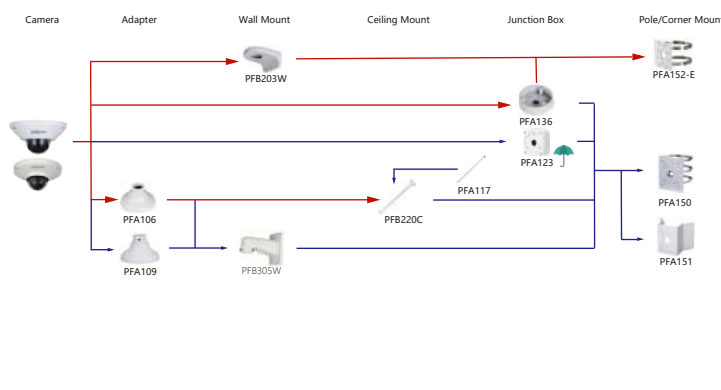 Camera Adapter Wall Mount Ceiling Mount Junction Box Pole/Corner Mount
PFB203W
PFA152-E
PFA136
PFA123
PFA117
PFA150
PFA106
PFB220C
PFA109
PFB305W
PFA151